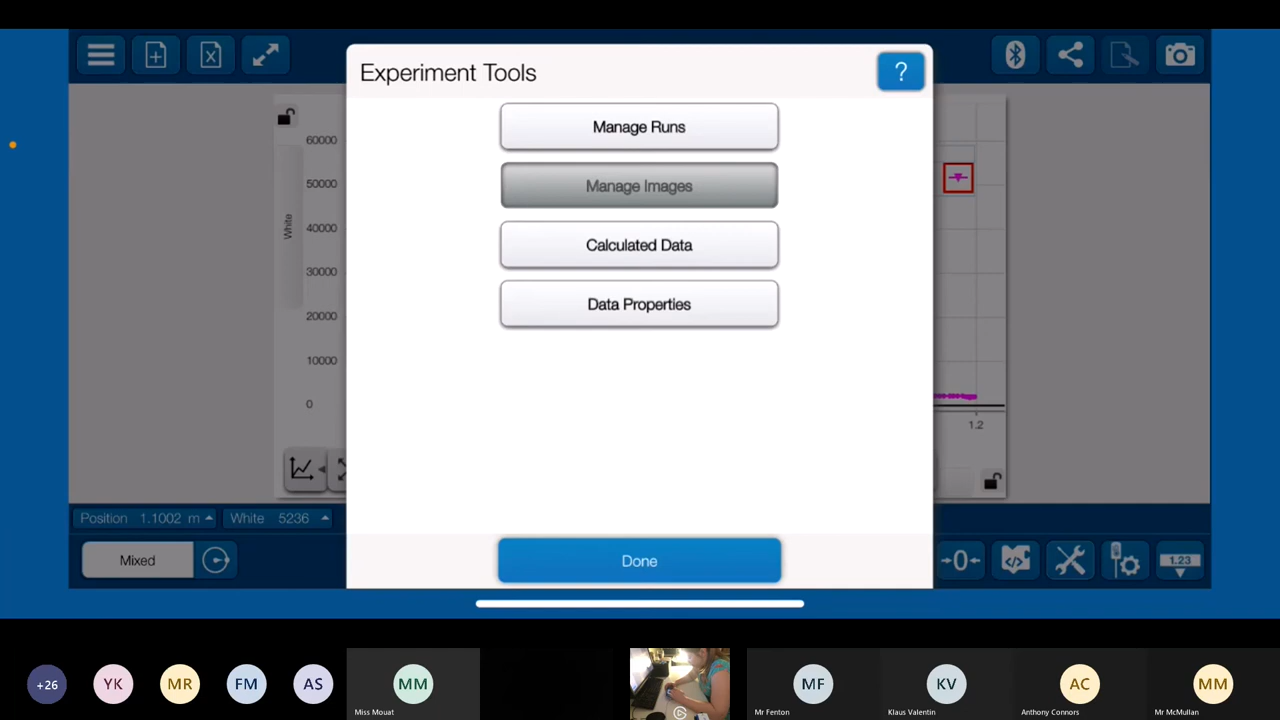 Experiment Tools
?
Manage Runs
Manage Images
Calculated Data
Data Properties
Done
60000
50000
40000
30000
20000
10000
0
White
1.2
Position 1.1002 m
White 5236
Mixed
→0←
</>
1.23
+26
YK
MR
FM
AS
MM
Miss Mouat
MF
Mr Fenton
KV
Klaus Valentin
AC
Anthony Connors
MM
Mr McMullan